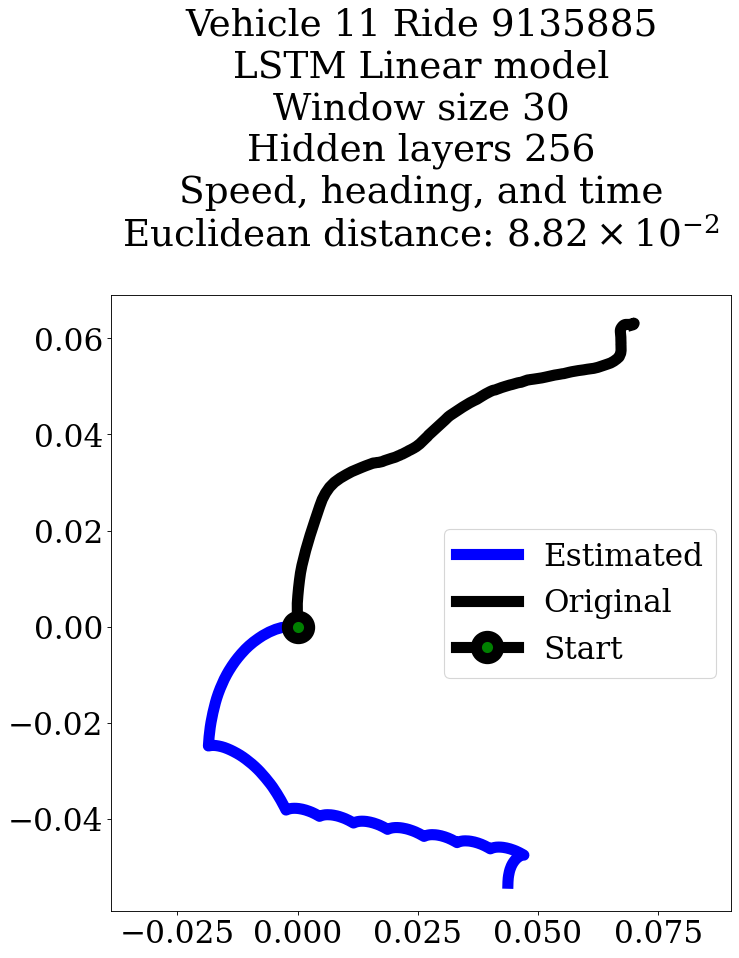 Vehicle 11 Ride 9135885
LSTM Linear model
Window size 30
Hidden layers 256
Speed, heading, and time
Euclidean distance: 8.82 × 10⁻²
0.06
0.04
0.02
0.00
−0.02
−0.04
Estimated
Original
Start
−0.025 0.000 0.025 0.050 0.075